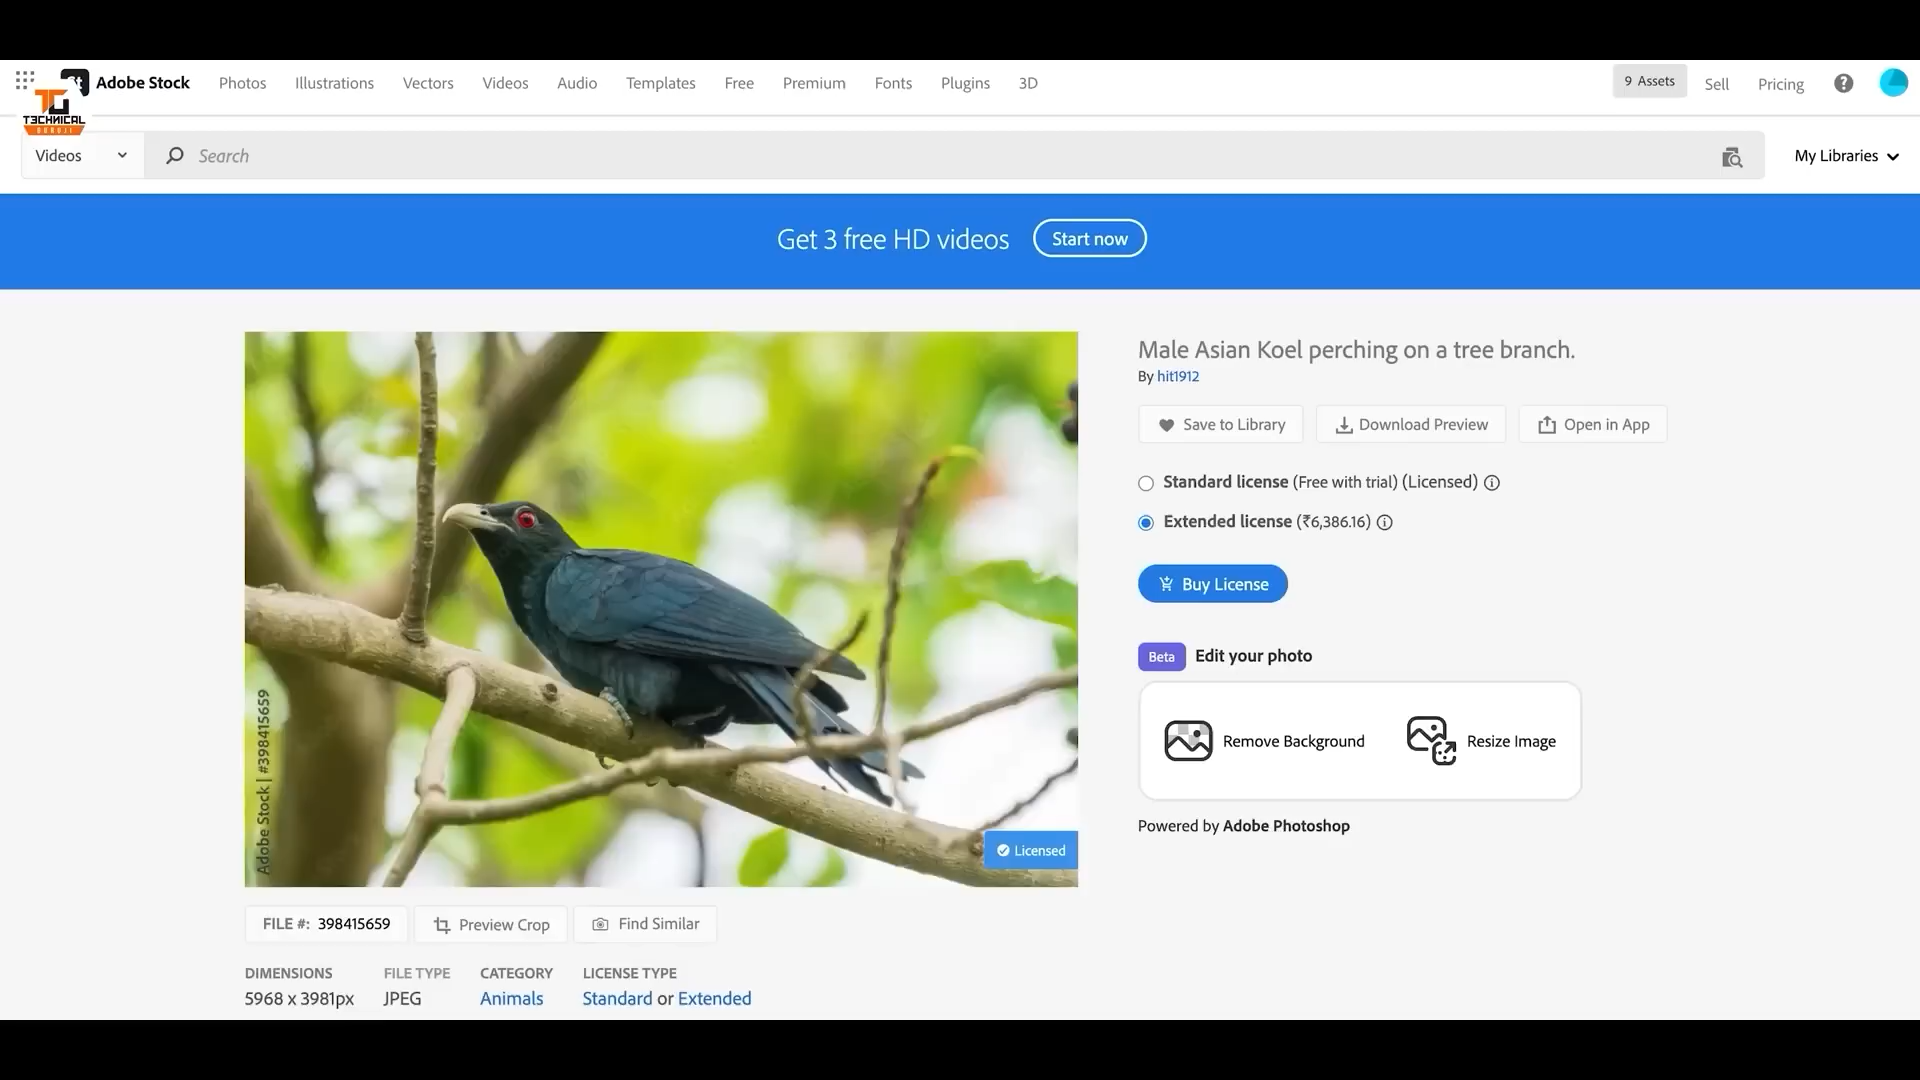 Adobe Stock
Photos
Illustrations
Vectors
Videos
Audio
Templates
Free
Premium
Fonts
Plugins
3D
9 Assets
Sell
Pricing
TECHNICAL
GURUJI
Videos
Search
My Libraries
Get 3 free HD videos
Start now
Male Asian Koel perching on a tree branch.
By hit1912
Save to Library
Download Preview
Open in App
Standard license (Free with trial) (Licensed)
Extended license (₹6,386.16)
Buy License
Beta Edit your photo
Remove Background
Resize Image
Powered by Adobe Photoshop
Adobe Stock | #398415659
Licensed
FILE #: 398415659
Preview Crop
Find Similar
DIMENSIONS
5968 x 3981px
FILE TYPE
JPEG
CATEGORY
Animals
LICENSE TYPE
Standard or Extended